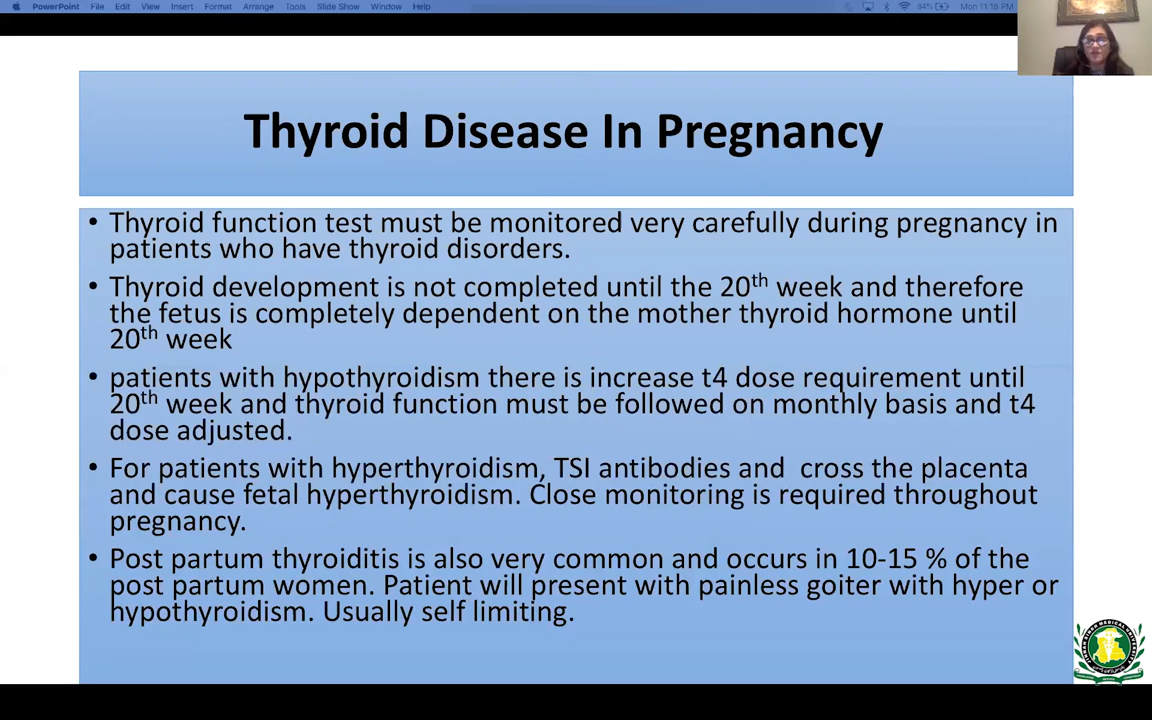 PowerPoint File Edit View Insert Format Arrange Tools Slide Show Window Help
64% Mon 11:16 PM
Thyroid Disease In Pregnancy
• Thyroid function test must be monitored very carefully during pregnancy in
patients who have thyroid disorders.
• Thyroid development is not completed until the 20th week and therefore
the fetus is completely dependent on the mother thyroid hormone until
20th week
• patients with hypothyroidism there is increase t4 dose requirement until
20th week and thyroid function must be followed on monthly basis and t4
dose adjusted.
• For patients with hyperthyroidism, TSI antibodies and cross the placenta
and cause fetal hyperthyroidism. Close monitoring is required throughout
pregnancy.
• Post partum thyroiditis is also very common and occurs in 10-15 % of the
post partum women. Patient will present with painless goiter with hyper or
hypothyroidism. Usually self limiting.